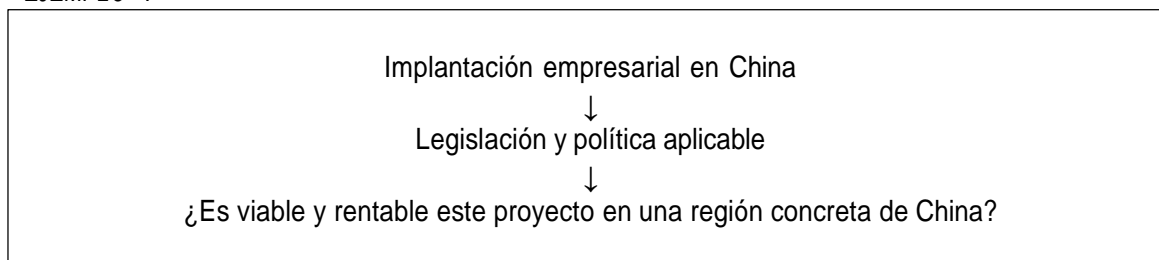 Implantación empresarial en China
↓
Legislación y política aplicable
↓
¿Es viable y rentable este proyecto en una región concreta de China?